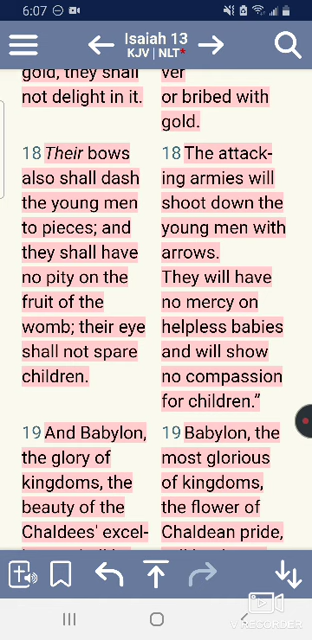 6:07
Isaiah 13
KJV | NLT*
gold, they shall
not delight in it.
18 Their bows
also shall dash
the young men
to pieces; and
they shall have
no pity on the
fruit of the
womb; their eye
shall not spare
children.
19 And Babylon,
the glory of
kingdoms, the
beauty of the
Chaldees' excel-
ver
or bribed with
gold.
18 The attack-
ing armies will
shoot down the
young men with
arrows.
They will have
no mercy on
helpless babies
and will show
no compassion
for children.”
19 Babylon, the
most glorious
of kingdoms,
the flower of
Chaldean pride,
V RECORDER